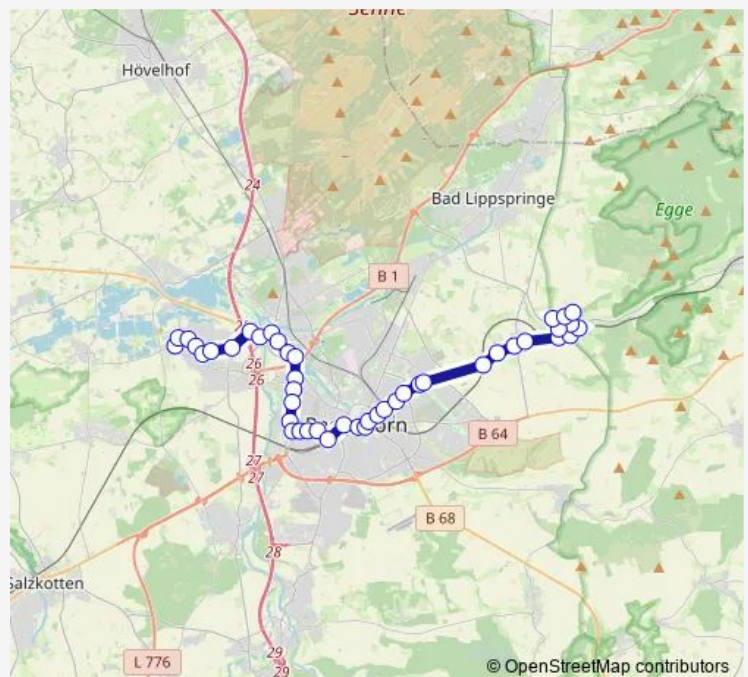 Senne
Hövelhof
24
Bad Lippspringe
Egge
B 1
26
26
B 64
27
27
B 68
28
Salzkotten
L 776
29
29
© OpenStreetMap contributors